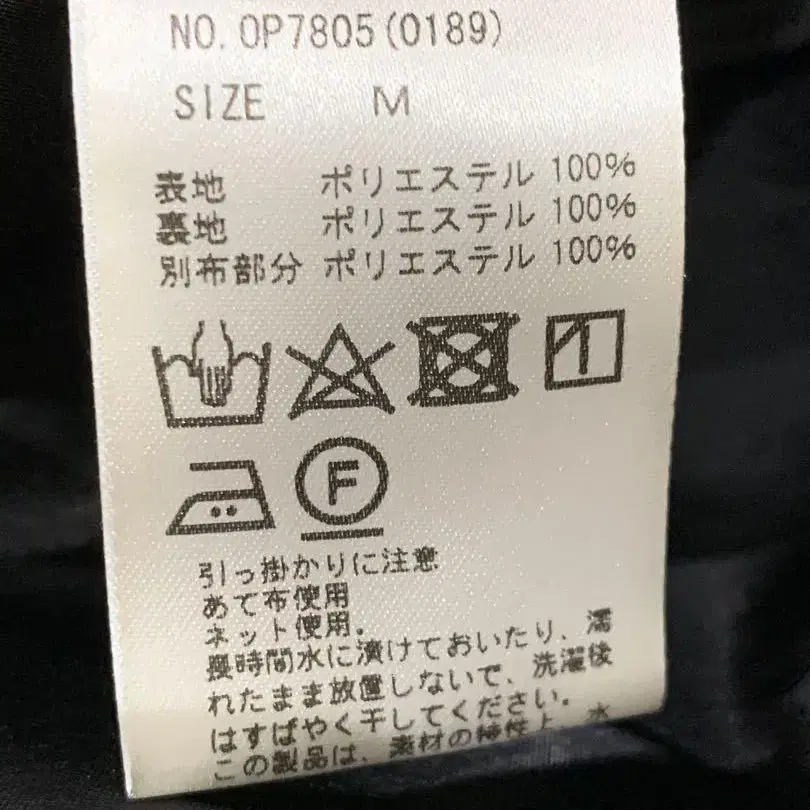 NO. OP7805(0189)
SIZE M
表地 ポリエステル 100%
裏地 ポリエステル 100%
別布部分 ポリエステル 100%
F
引っ掛かりに注意
あて布使用
ネット使用。
長時間水に漬けておいたり、濡
れたまま放置しないで、洗濯後
はすばやく干してください。
この製品は、素材の特性上、水